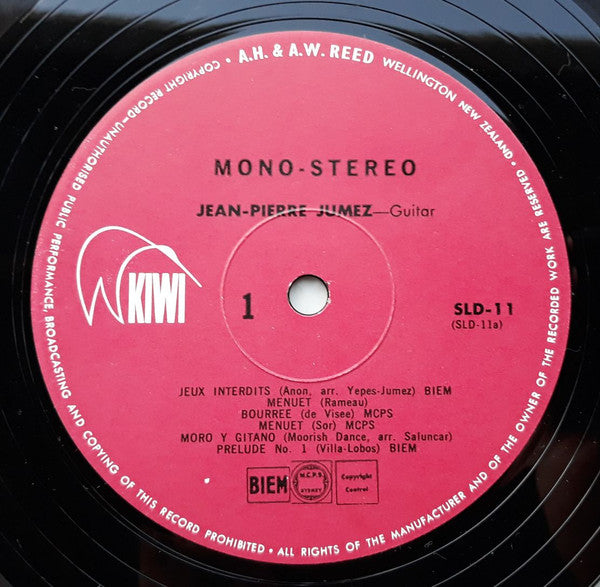 • A.H. & A.W. REED WELLINGTON NEW ZEALAND •
ALL RIGHTS OF THE MANUFACTURER AND OF THE OWNER OF THE RECORDED WORK ARE RESERVED •
COPYRIGHT RECORD—UNAUTHORISED PUBLIC PERFORMANCE, BROADCASTING AND COPYING OF THIS RECORD PROHIBITED •
MONO-STEREO
JEAN-PIERRE JUMEZ—Guitar
KIWI
1
SLD-11
(SLD-11a)
JEUX INTERDITS (Anon, arr. Yepes-Jumez) BIEM
MENUET (Rameau)
BOURREE (de Visee) MCPS
MENUET (Sor) MCPS
MORO Y GITANO (Moorish Dance, arr. Saluncar)
PRELUDE No. 1 (Villa-Lobos) BIEM
BIEM
M.C.P.S
Copyright
Control